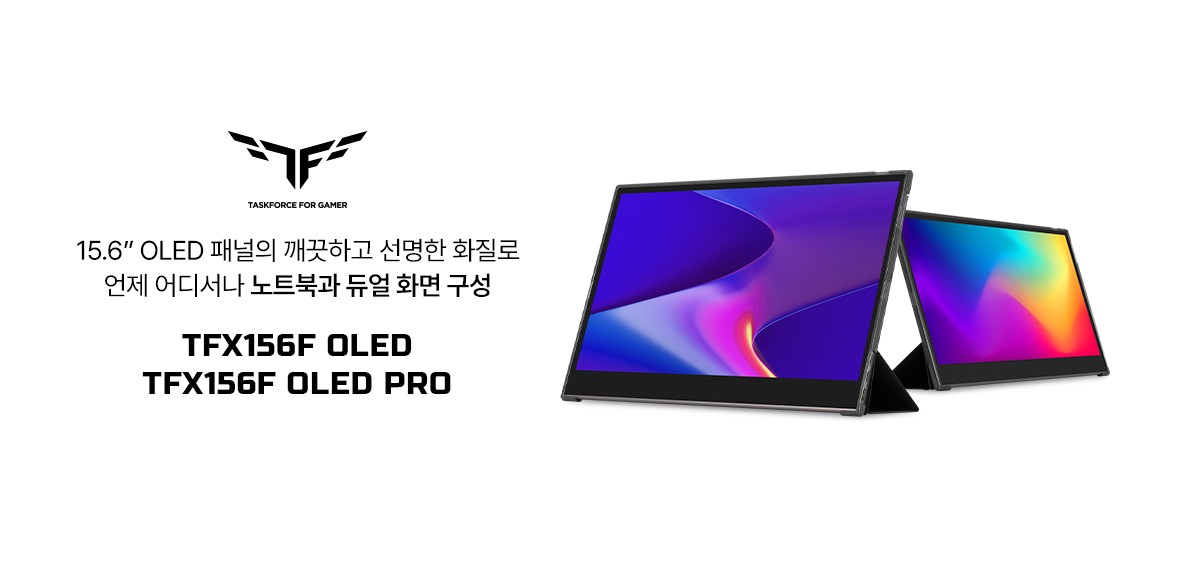 TF
TASKFORCE FOR GAMER
15.6” OLED 패널의 깨끗하고 선명한 화질로
언제 어디서나 노트북과 듀얼 화면 구성
TFX156F OLED
TFX156F OLED PRO